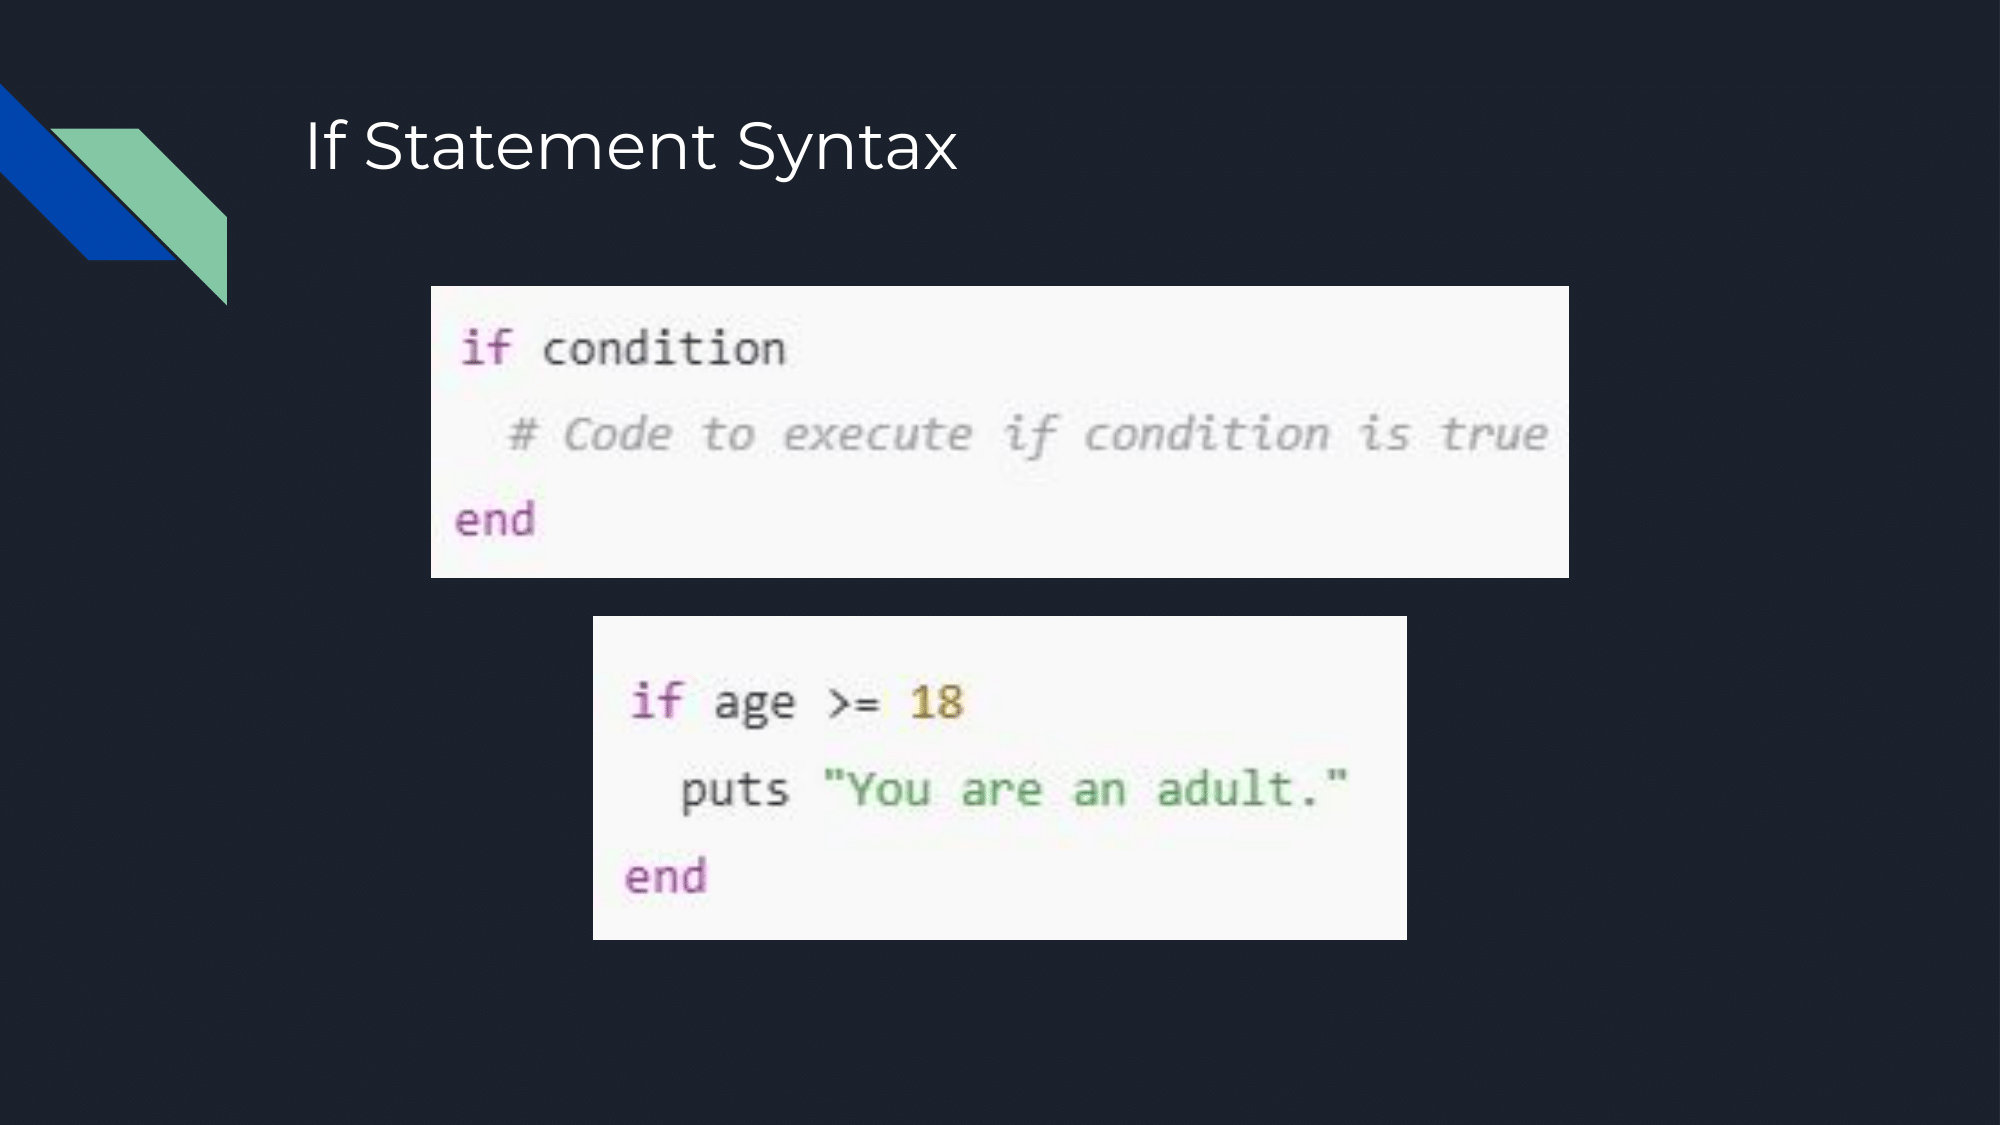 If Statement Syntax
if condition
# Code to execute if condition is true
end
if age >= 18
puts "You are an adult."
end